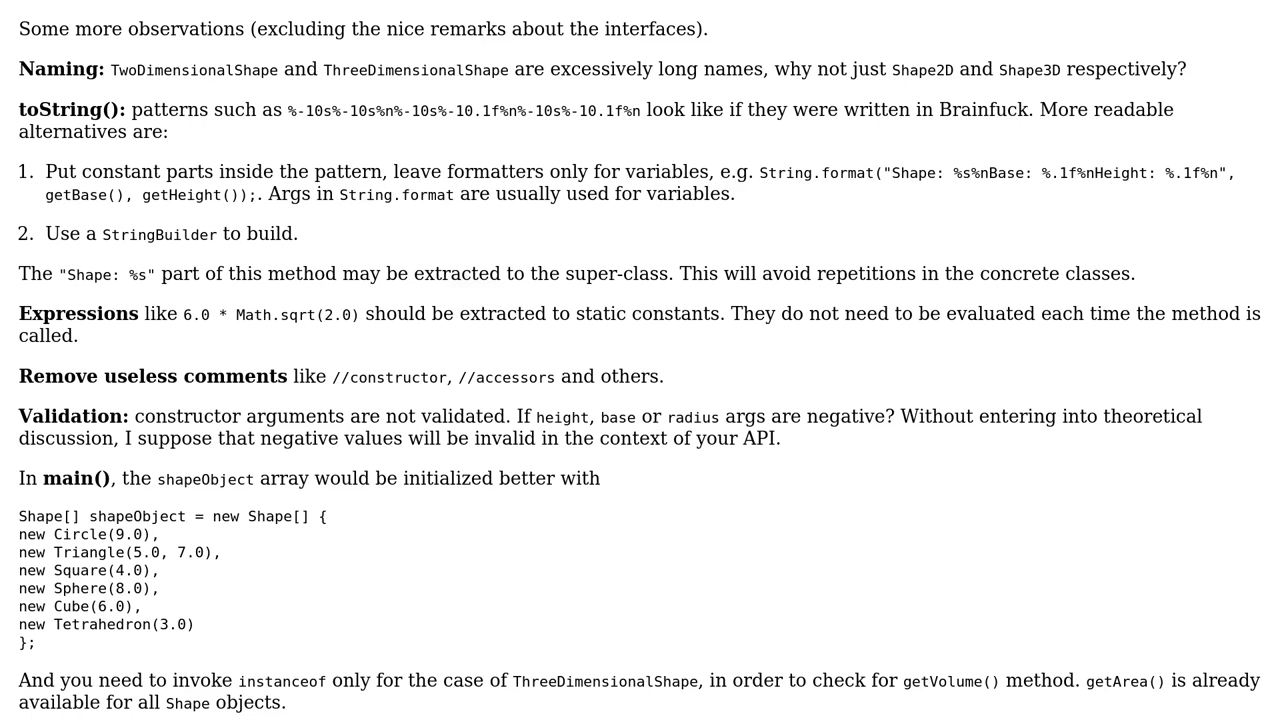 Some more observations (excluding the nice remarks about the interfaces).
Naming: TwoDimensionalShape and ThreeDimensionalShape are excessively long names, why not just Shape2D and Shape3D respectively?
toString(): patterns such as %-10s%-10s%n%-10s%-10.1f%n%-10s%-10.1f%n look like if they were written in Brainfuck. More readable
alternatives are:
1. Put constant parts inside the pattern, leave formatters only for variables, e.g. String.format("Shape: %s%nBase: %.1f%nHeight: %.1f%n",
getBase(), getHeight());. Args in String.format are usually used for variables.
2. Use a StringBuilder to build.
The "Shape: %s" part of this method may be extracted to the super-class. This will avoid repetitions in the concrete classes.
Expressions like 6.0 * Math.sqrt(2.0) should be extracted to static constants. They do not need to be evaluated each time the method is
called.
Remove useless comments like //constructor, //accessors and others.
Validation: constructor arguments are not validated. If height, base or radius args are negative? Without entering into theoretical
discussion, I suppose that negative values will be invalid in the context of your API.
In main(), the shapeObject array would be initialized better with
Shape[] shapeObject = new Shape[] {
new Circle(9.0),
new Triangle(5.0, 7.0),
new Square(4.0),
new Sphere(8.0),
new Cube(6.0),
new Tetrahedron(3.0)
};
And you need to invoke instanceof only for the case of ThreeDimensionalShape, in order to check for getVolume() method. getArea() is already
available for all Shape objects.